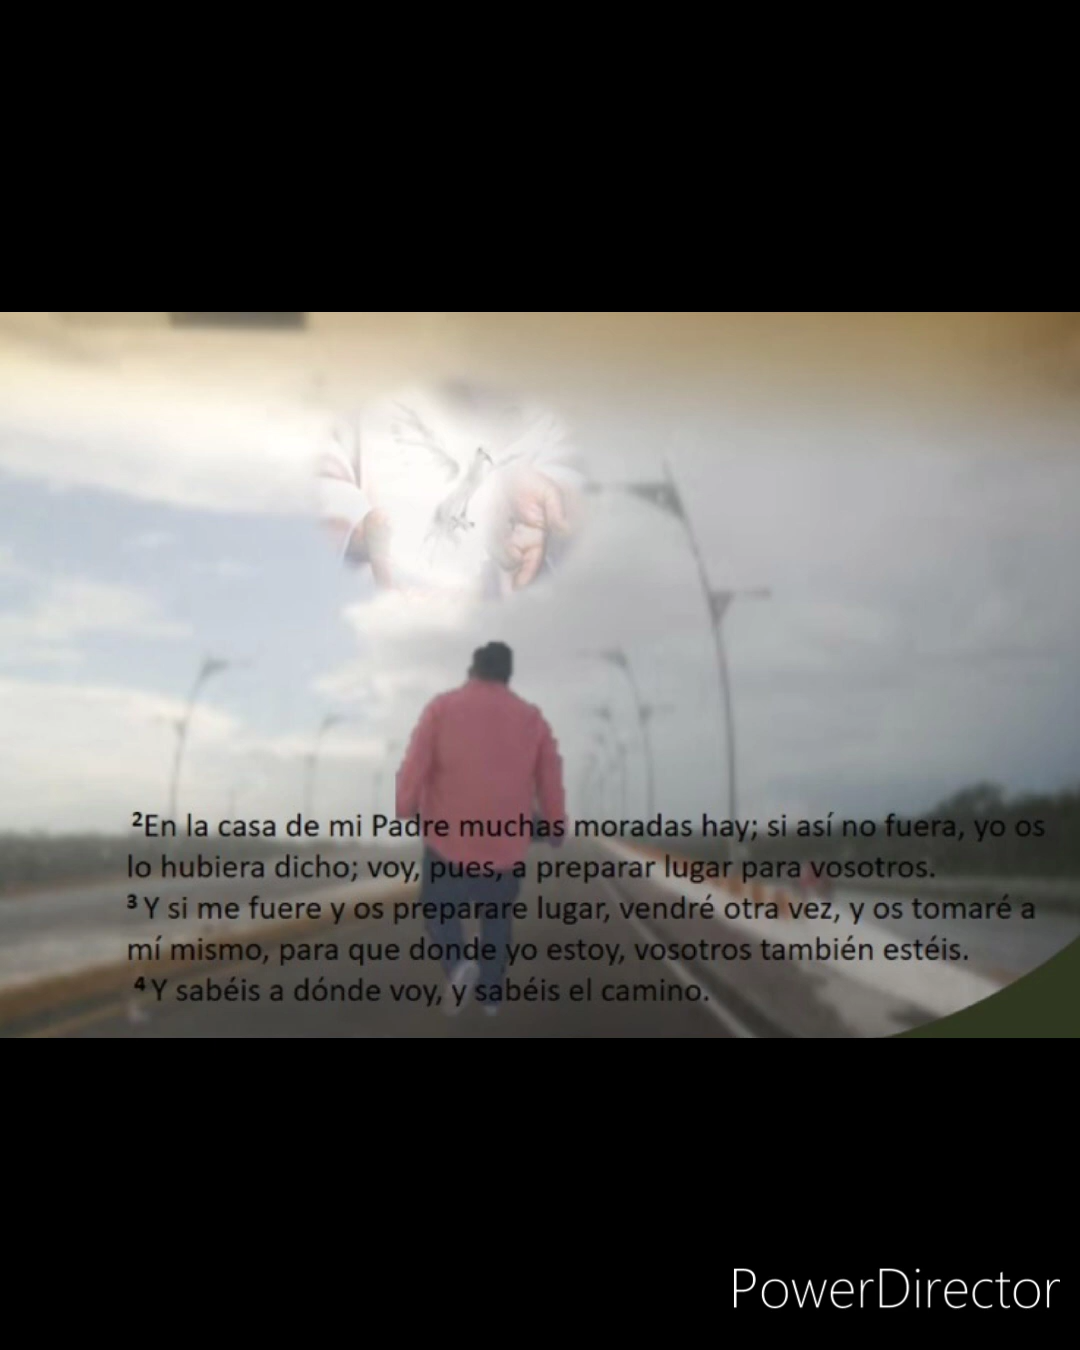 ²En la casa de mi Padre muchas moradas hay; si así no fuera, yo os
lo hubiera dicho; voy, pues, a preparar lugar para vosotros.
³ Y si me fuere y os preparare lugar, vendré otra vez, y os tomaré a
mí mismo, para que donde yo estoy, vosotros también estéis.
⁴ Y sabéis a dónde voy, y sabéis el camino.
PowerDirector